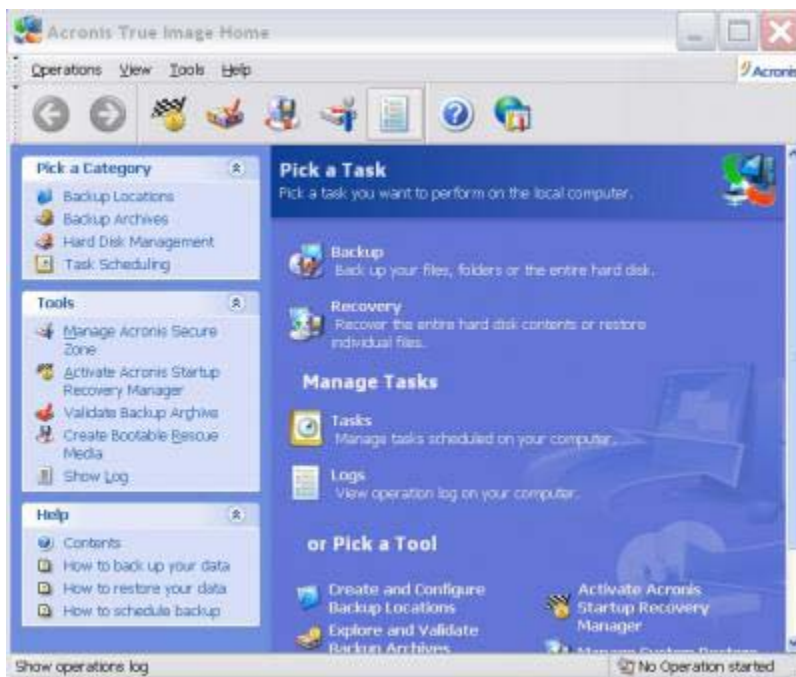 Acronis True Image Home
Operations View Tools Help
Acronis
Pick a Category
Backup Locations
Backup Archives
Hard Disk Management
Task Scheduling
Tools
Manage Acronis Secure
Zone
Activate Acronis Startup
Recovery Manager
Validate Backup Archive
Create Bootable Rescue
Media
Show Log
Help
Contents
How to back up your data
How to restore your data
How to schedule backup
Pick a Task
Pick a task you want to perform on the local computer.
Backup
Back up your files, folders or the entire hard disk.
Recovery
Recover the entire hard disk contents or restore
individual files.
Manage Tasks
Tasks
Manage tasks scheduled on your computer.
Logs
View operation log on your computer.
or Pick a Tool
Create and Configure
Backup Locations
Explore and Validate
Backup Archives
Activate Acronis
Startup Recovery
Manager
Manage System Restore
Show operations log
No Operation started